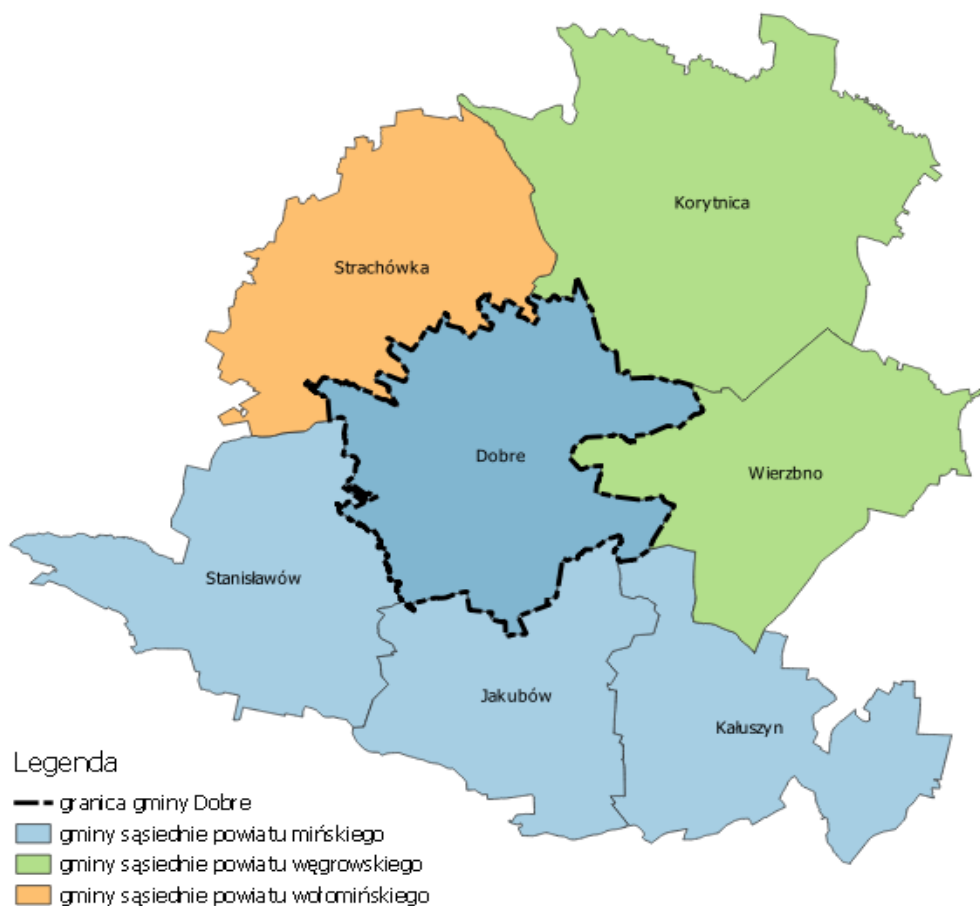 Korytnica
Strachówka
Dobre
Wierzbno
Stanisławów
Jakubów
Kałuszyn
Legenda
granica gminy Dobre
gminy sąsiednie powiatu mińskiego
gminy sąsiednie powiatu węgrowskiego
gminy sąsiednie powiatu wołomińskiego